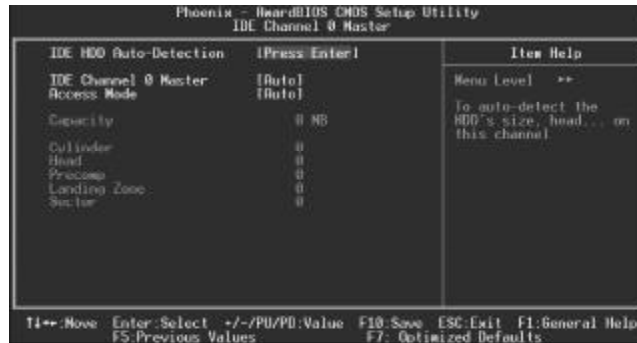 Phoenix - AwardBIOS CMOS Setup Utility
IDE Channel 0 Master
IDE HDD Auto-Detection [Press Enter]
IDE Channel 0 Master [Auto]
Access Mode [Auto]
Capacity 0 MB
Cylinder 0
Head 0
Precomp 0
Landing Zone 0
Sector 0
Item Help
Menu Level ▸▸
To auto-detect the
HDD's size, head... on
this channel
↑↓←→:Move Enter:Select +/-/PU/PD:Value F10:Save ESC:Exit F1:General Help
F5:Previous Values F7: Optimized Defaults